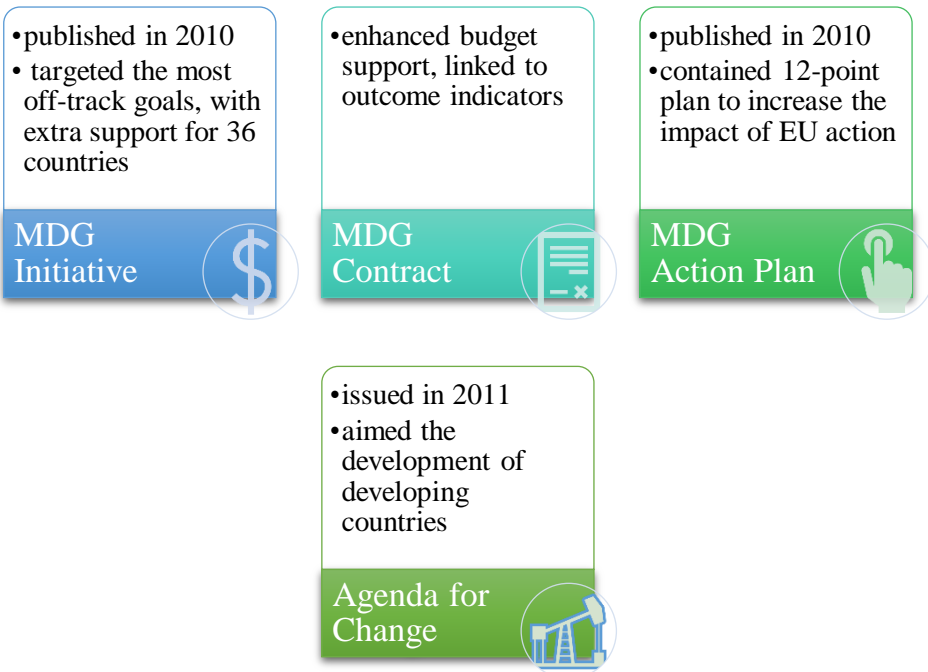 •published in 2010
• targeted the most
off-track goals, with
extra support for 36
countries
MDG
Initiative
•enhanced budget
support, linked to
outcome indicators
MDG
Contract
•published in 2010
•contained 12-point
plan to increase the
impact of EU action
MDG
Action Plan
•issued in 2011
•aimed the
development of
developing
countries
Agenda for
Change